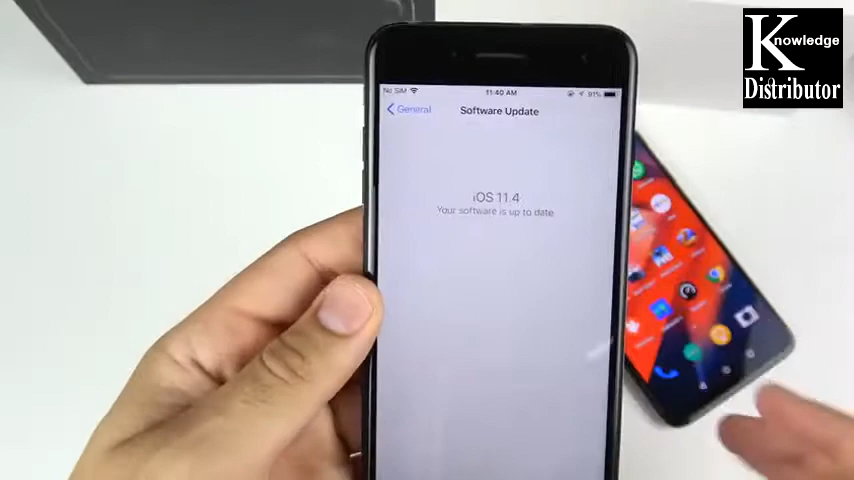 Knowledge
Distributor
No SIM 11:40 AM 91%
General Software Update
iOS 11.4
Your software is up to date